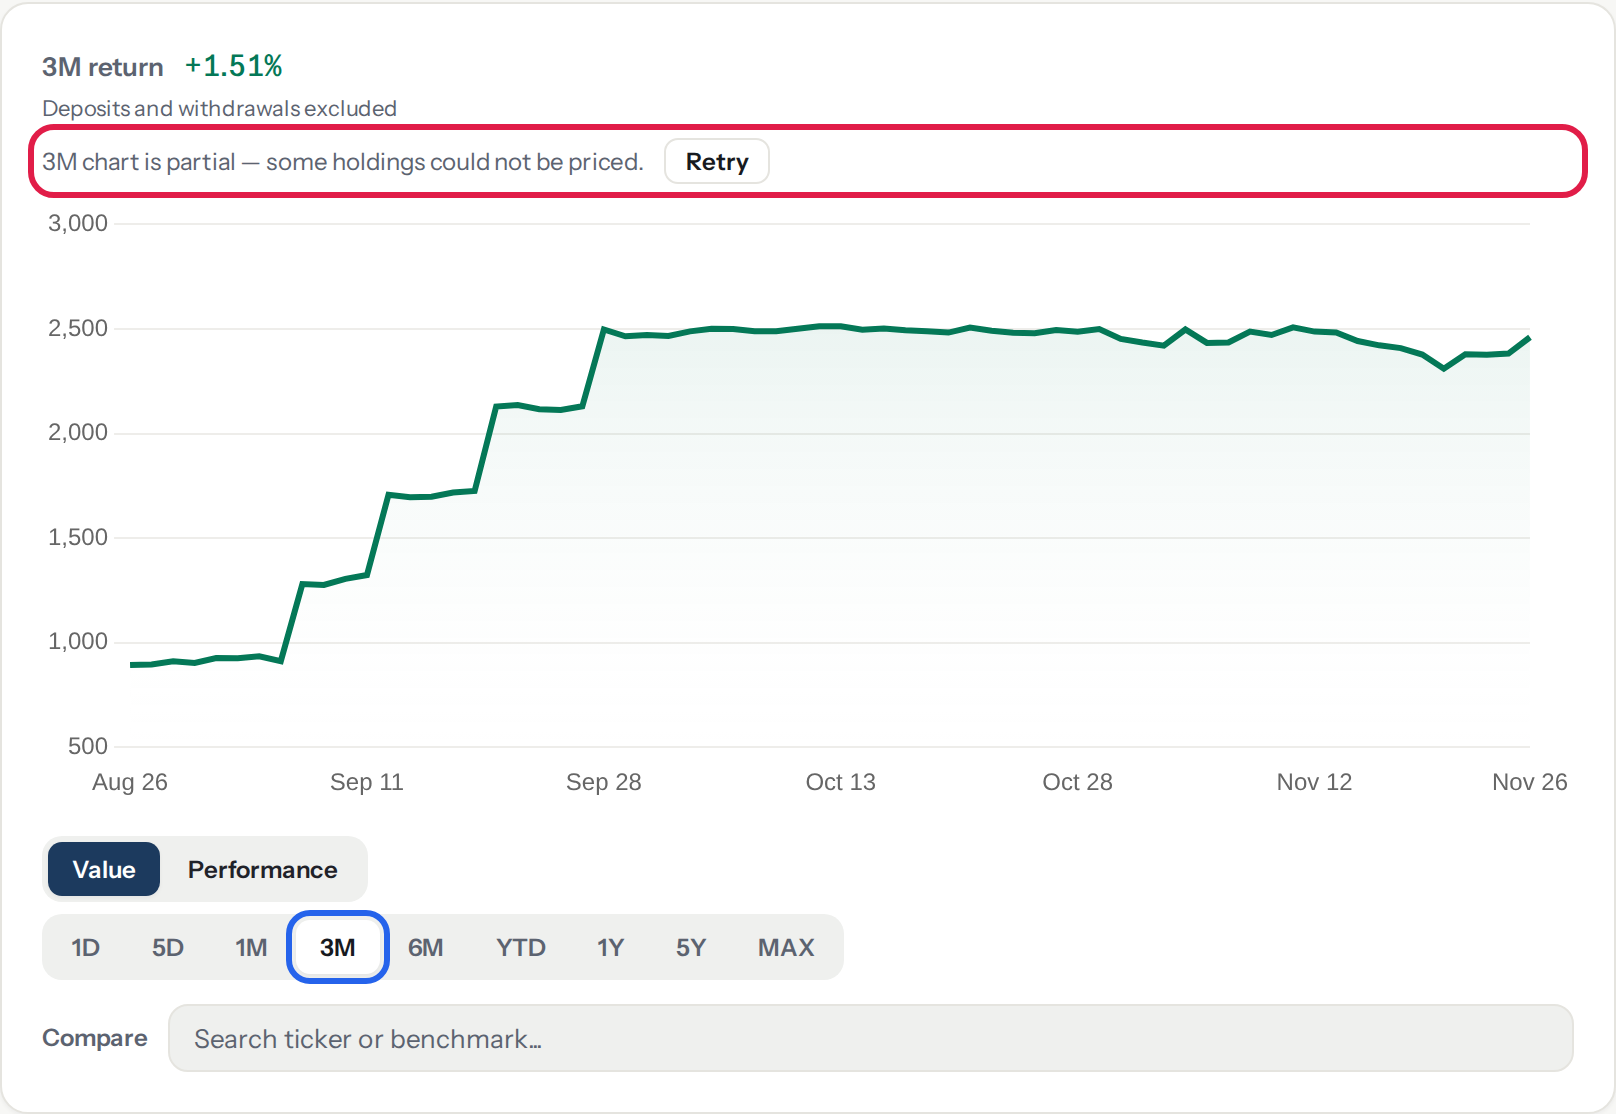 3M return +1.51%
Deposits and withdrawals excluded
3M chart is partial — some holdings could not be priced. Retry
3,000
2,500
2,000
1,500
1,000
500
Aug 26 Sep 11 Sep 28 Oct 13 Oct 28 Nov 12 Nov 26
Value Performance
1D 5D 1M 3M 6M YTD 1Y 5Y MAX
Compare Search ticker or benchmark...